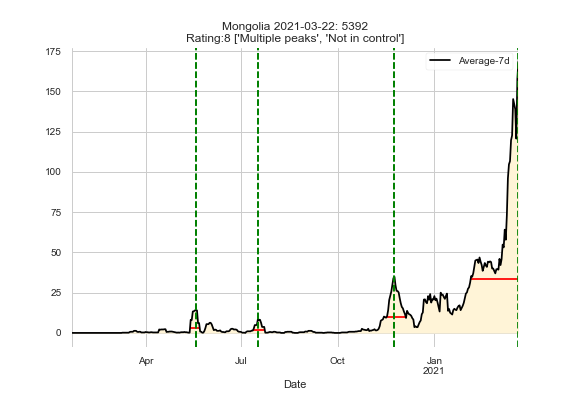 Mongolia 2021-03-22: 5392
Rating:8 ['Multiple peaks', 'Not in control']
175
150
125
100
75
50
25
0
Average-7d
Apr
Jul
Oct
Jan
2021
Date